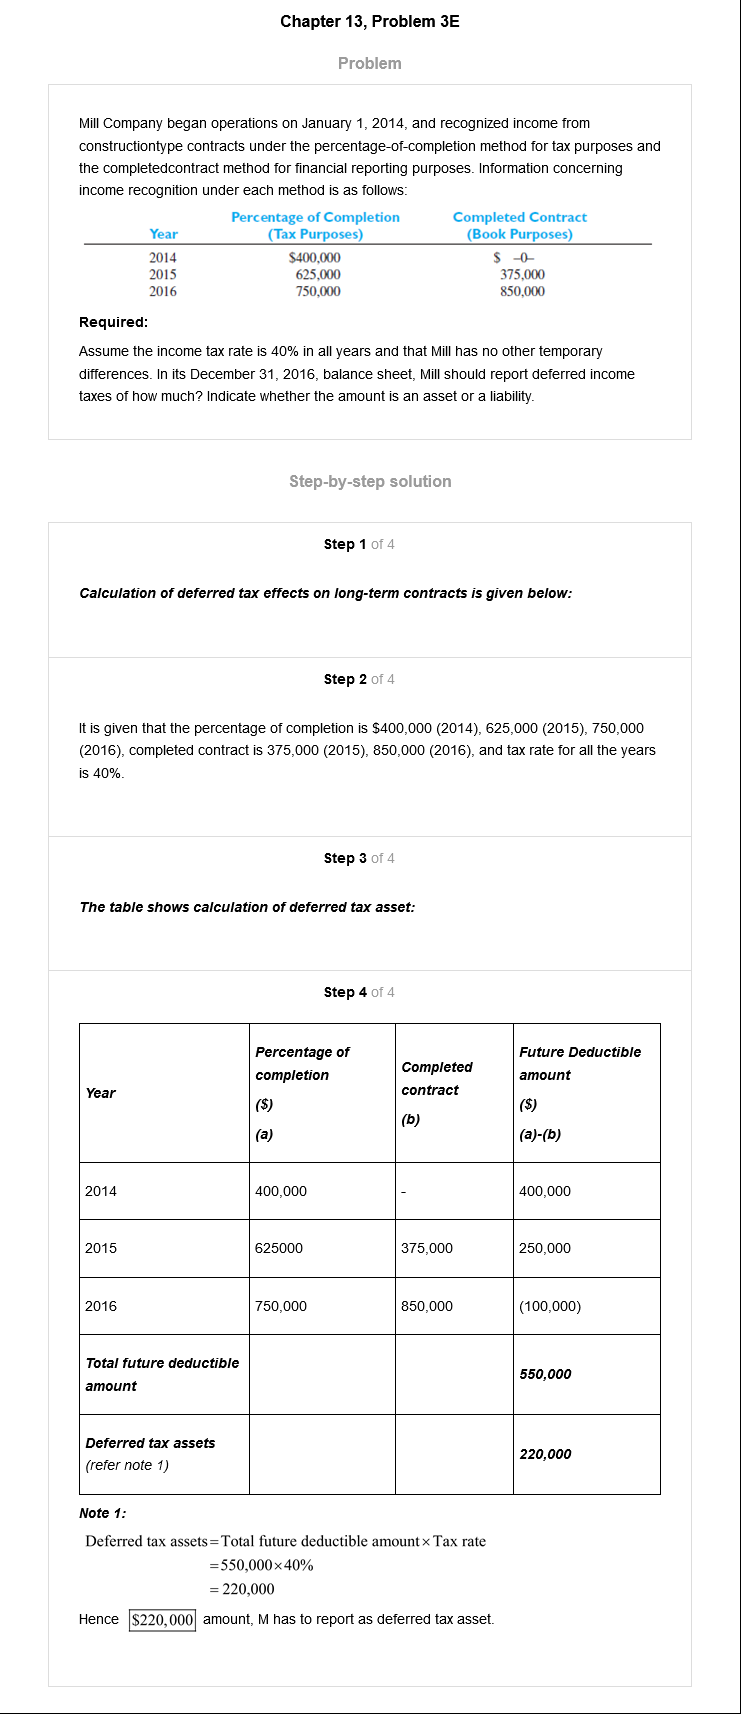 Chapter 13, Problem 3E
Problem
Mill Company began operations on January 1, 2014, and recognized income from
constructiontype contracts under the percentage-of-completion method for tax purposes and
the completedcontract method for financial reporting purposes. Information concerning
income recognition under each method is as follows:
Percentage of Completion Completed Contract
Year (Tax Purposes) (Book Purposes)
2014 $400,000 $ –0–
2015 625,000 375,000
2016 750,000 850,000
Required:
Assume the income tax rate is 40% in all years and that Mill has no other temporary
differences. In its December 31, 2016, balance sheet, Mill should report deferred income
taxes of how much? Indicate whether the amount is an asset or a liability.
Step-by-step solution
Step 1 of 4
Calculation of deferred tax effects on long-term contracts is given below:
Step 2 of 4
It is given that the percentage of completion is $400,000 (2014), 625,000 (2015), 750,000
(2016), completed contract is 375,000 (2015), 850,000 (2016), and tax rate for all the years
is 40%.
Step 3 of 4
The table shows calculation of deferred tax asset:
Step 4 of 4
Year
Percentage of
completion
($)
(a)
Completed
contract
(b)
Future Deductible
amount
($)
(a)-(b)
2014 400,000 - 400,000
2015 625000 375,000 250,000
2016 750,000 850,000 (100,000)
Total future deductible
amount
550,000
Deferred tax assets
(refer note 1)
220,000
Note 1:
Deferred tax assets = Total future deductible amount × Tax rate
= 550,000 × 40%
= 220,000
Hence $220,000 amount, M has to report as deferred tax asset.